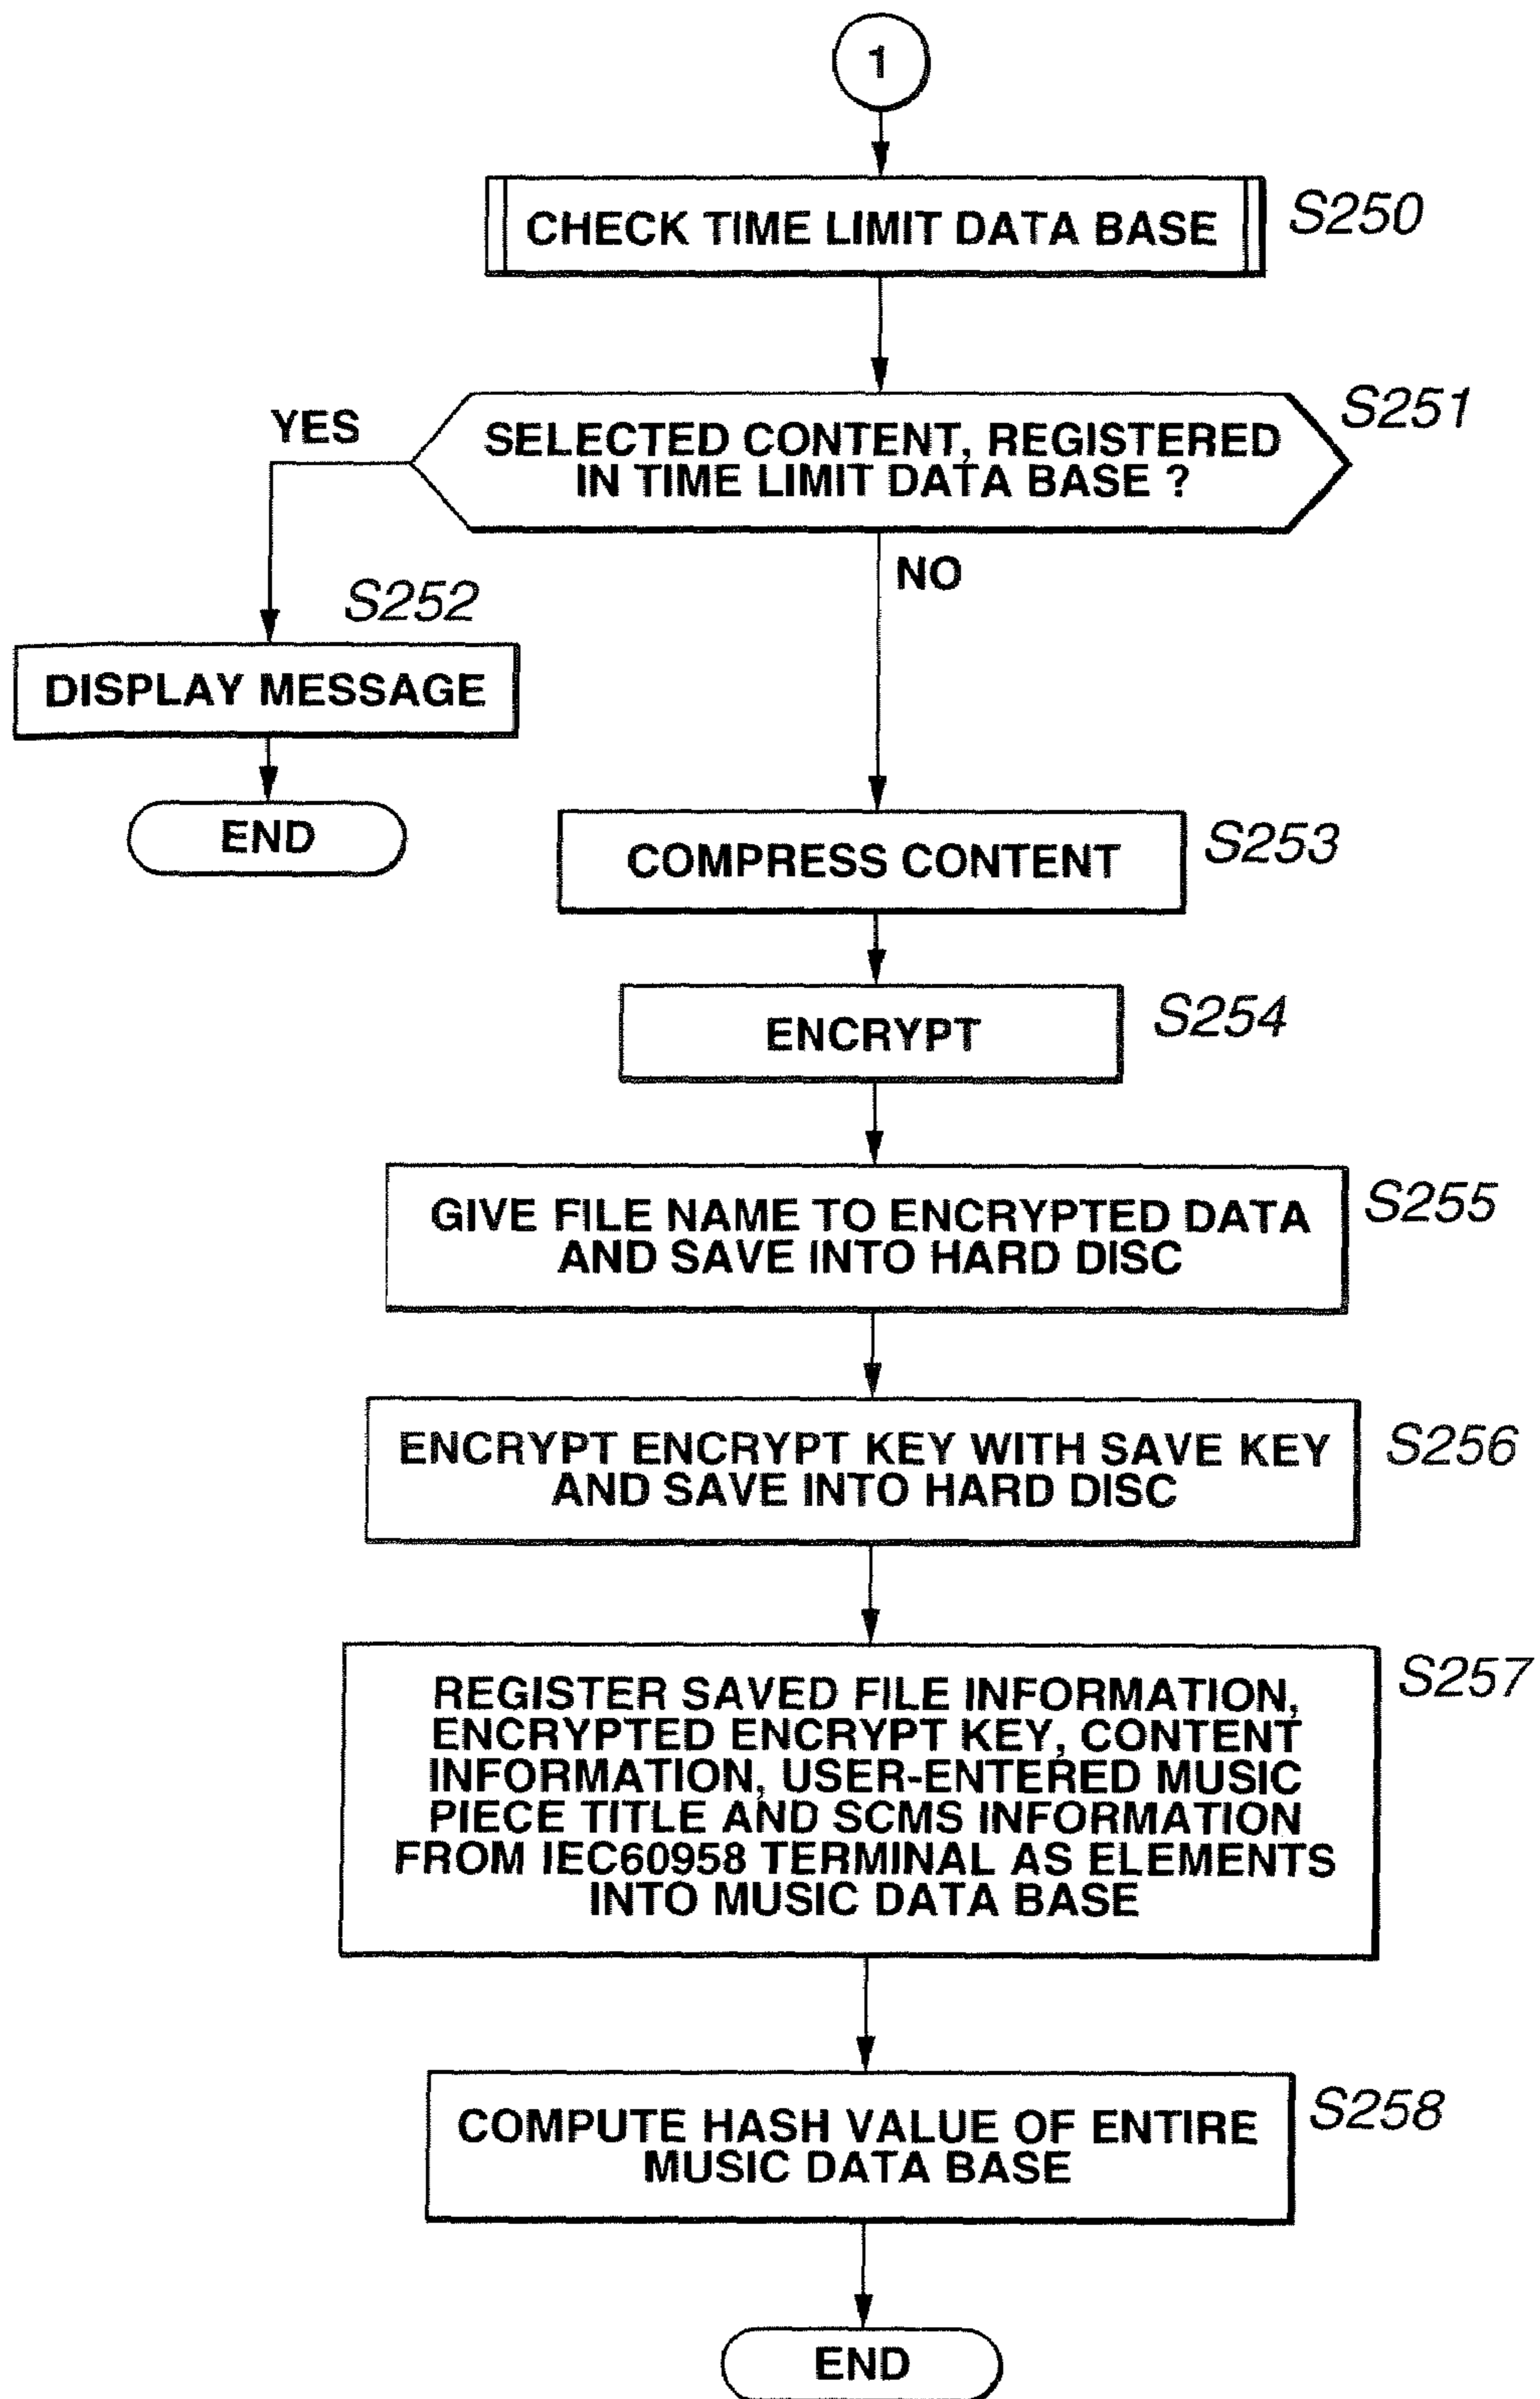 1
CHECK TIME LIMIT DATA BASE
S250
SELECTED CONTENT, REGISTERED
IN TIME LIMIT DATA BASE ?
S251
YES
NO
S252
DISPLAY MESSAGE
END
COMPRESS CONTENT
S253
ENCRYPT
S254
GIVE FILE NAME TO ENCRYPTED DATA
AND SAVE INTO HARD DISC
S255
ENCRYPT ENCRYPT KEY WITH SAVE KEY
AND SAVE INTO HARD DISC
S256
REGISTER SAVED FILE INFORMATION,
ENCRYPTED ENCRYPT KEY, CONTENT
INFORMATION, USER-ENTERED MUSIC
PIECE TITLE AND SCMS INFORMATION
FROM IEC60958 TERMINAL AS ELEMENTS
INTO MUSIC DATA BASE
S257
COMPUTE HASH VALUE OF ENTIRE
MUSIC DATA BASE
S258
END